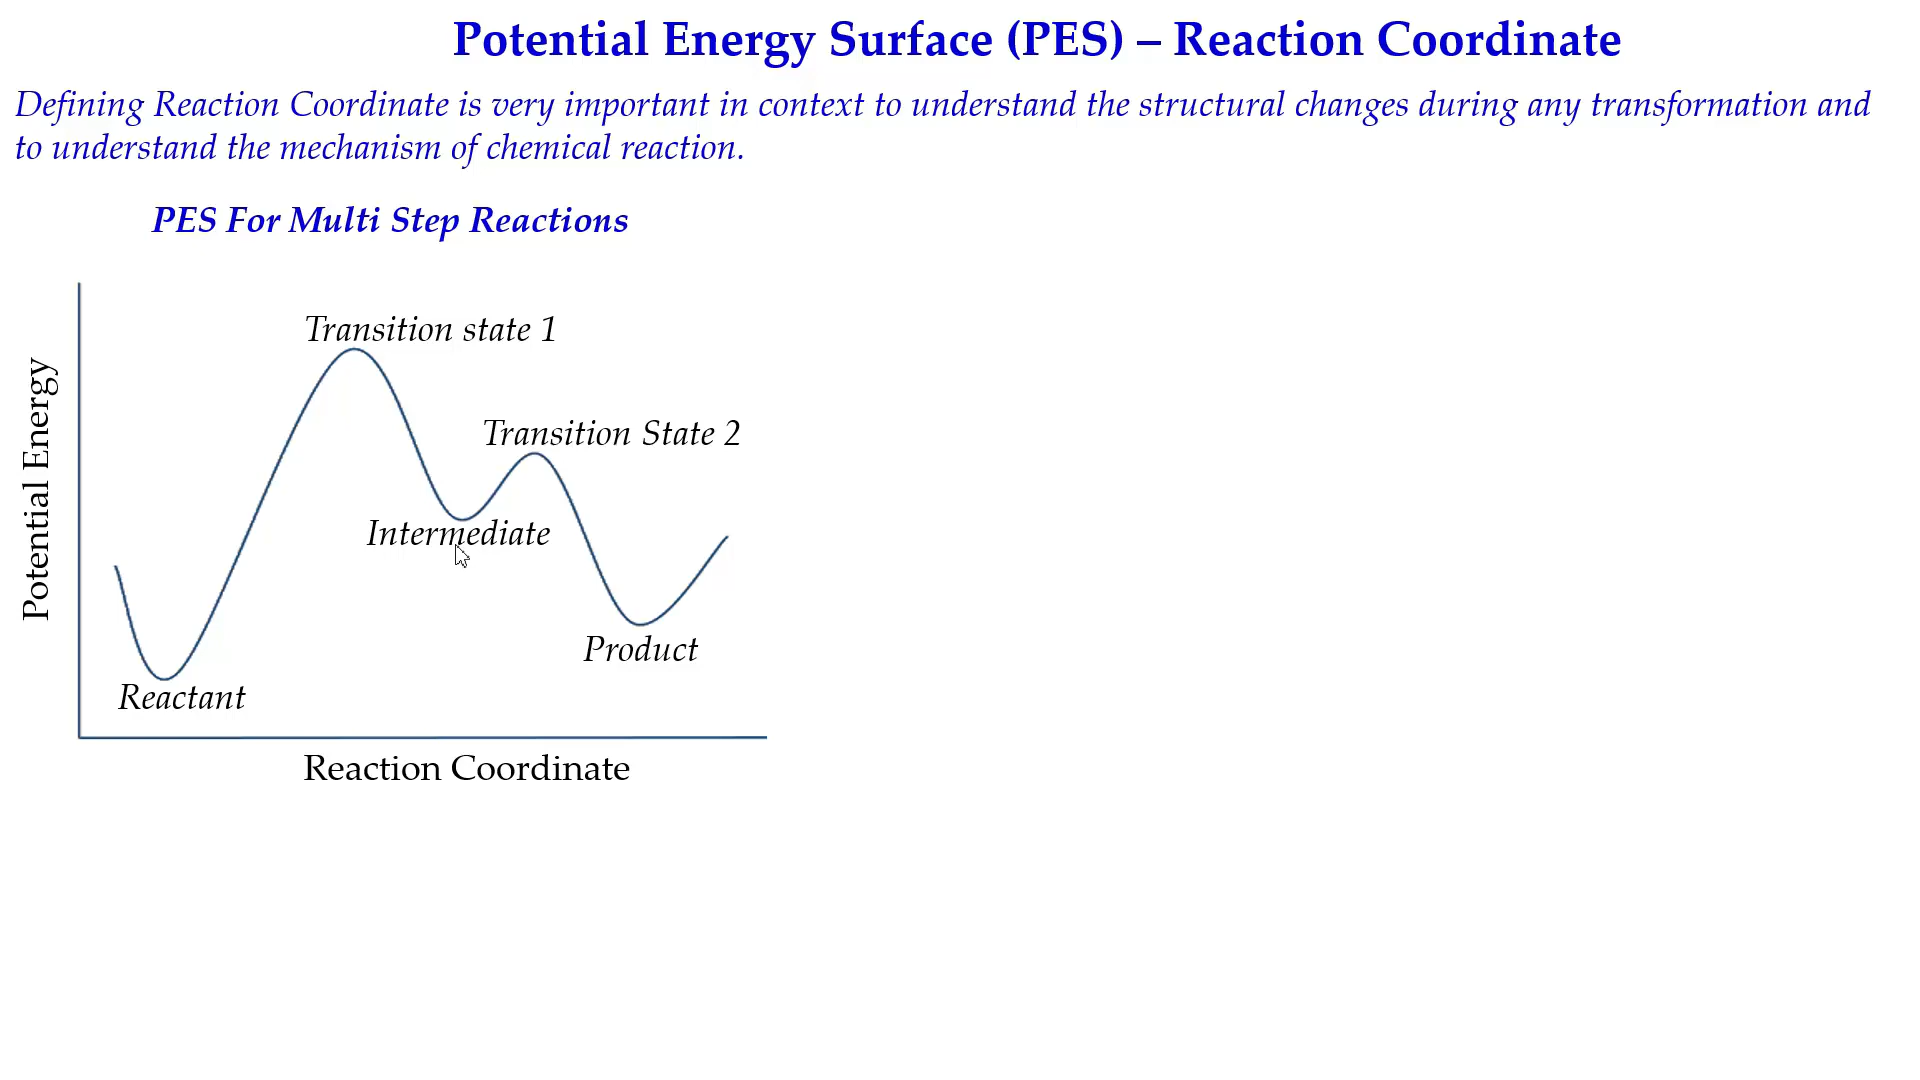 Potential Energy Surface (PES) – Reaction Coordinate
Defining Reaction Coordinate is very important in context to understand the structural changes during any transformation and
to understand the mechanism of chemical reaction.
PES For Multi Step Reactions
Transition state 1
Transition State 2
Intermediate
Product
Reactant
Potential Energy
Reaction Coordinate